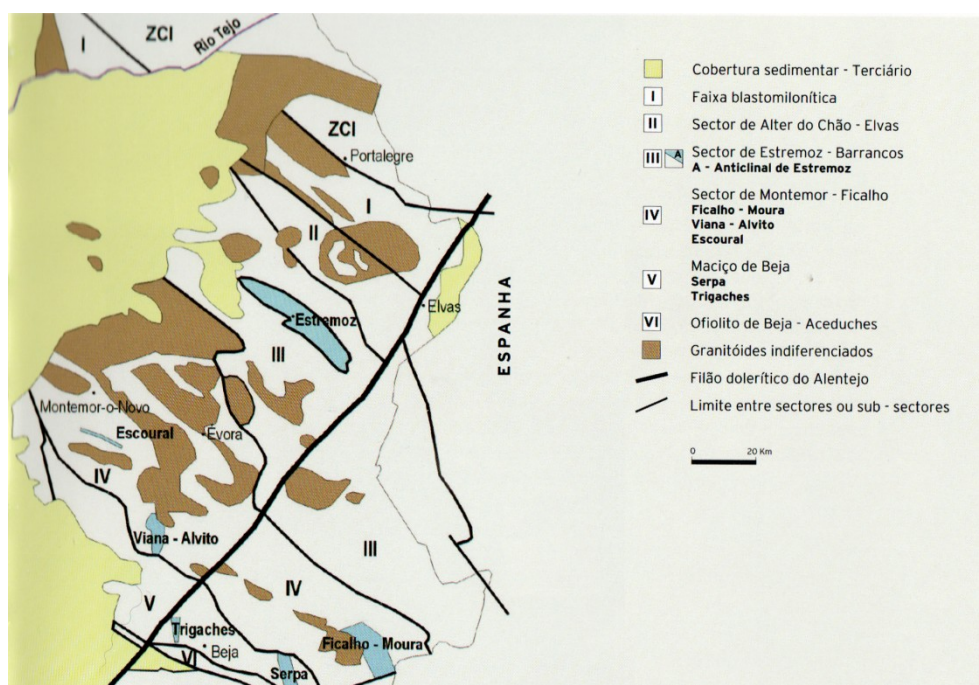 I
ZCI
Rio Tejo
ZCI
Portalegre
I
II
Elvas
ESPANHA
Estremoz
III
Montemor-o-Novo
Escoural
Évora
IV
Viana - Alvito
III
IV
V
Trigaches
Beja
Ficalho - Moura
VI
Serpa
Cobertura sedimentar - Terciário
I Faixa blastomilonítica
II Sector de Alter do Chão - Elvas
III A Sector de Estremoz - Barrancos
A - Anticlinal de Estremoz
Sector de Montemor - Ficalho
IV Ficalho - Moura
Viana - Alvito
Escoural
Maciço de Beja
V Serpa
Trigaches
VI Ofiolito de Beja - Aceduches
Granitóides indiferenciados
Filão dolerítico do Alentejo
Limite entre sectores ou sub - sectores
0 20 Km